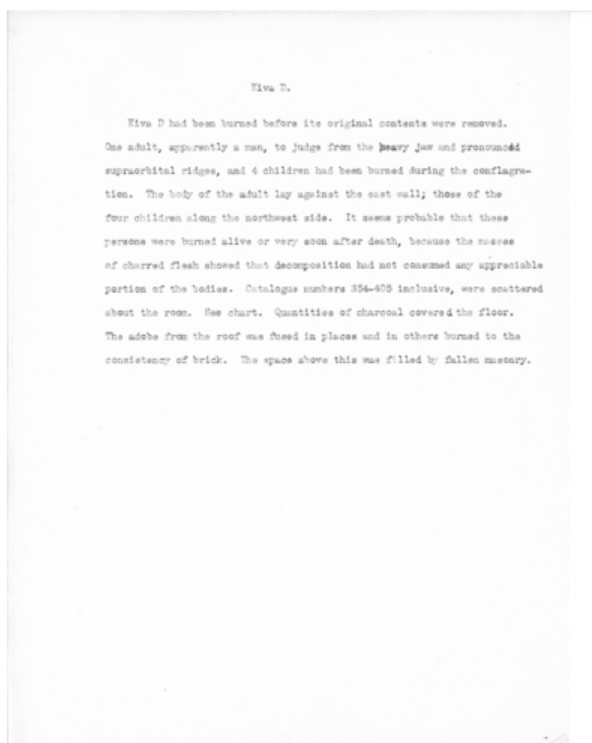 Kiva D.
Kiva D had been burned before its original contents were removed.
One adult, apparently a man, to judge from the heavy jaw and pronounced
supraorbital ridges, and 4 children had been burned during the conflagra-
tion. The body of the adult lay against the east wall; those of the
four children along the northwest side. It seems probable that these
persons were burned alive or very soon after death, because the masses
of charred flesh showed that decomposition had not consumed any appreciable
portion of the bodies. Catalogue numbers 354-405 inclusive, were scattered
about the room. See chart. Quantities of charcoal covered the floor.
The adobe from the roof was fused in places and in others burned to the
consistency of brick. The space above this was filled by fallen masonry.